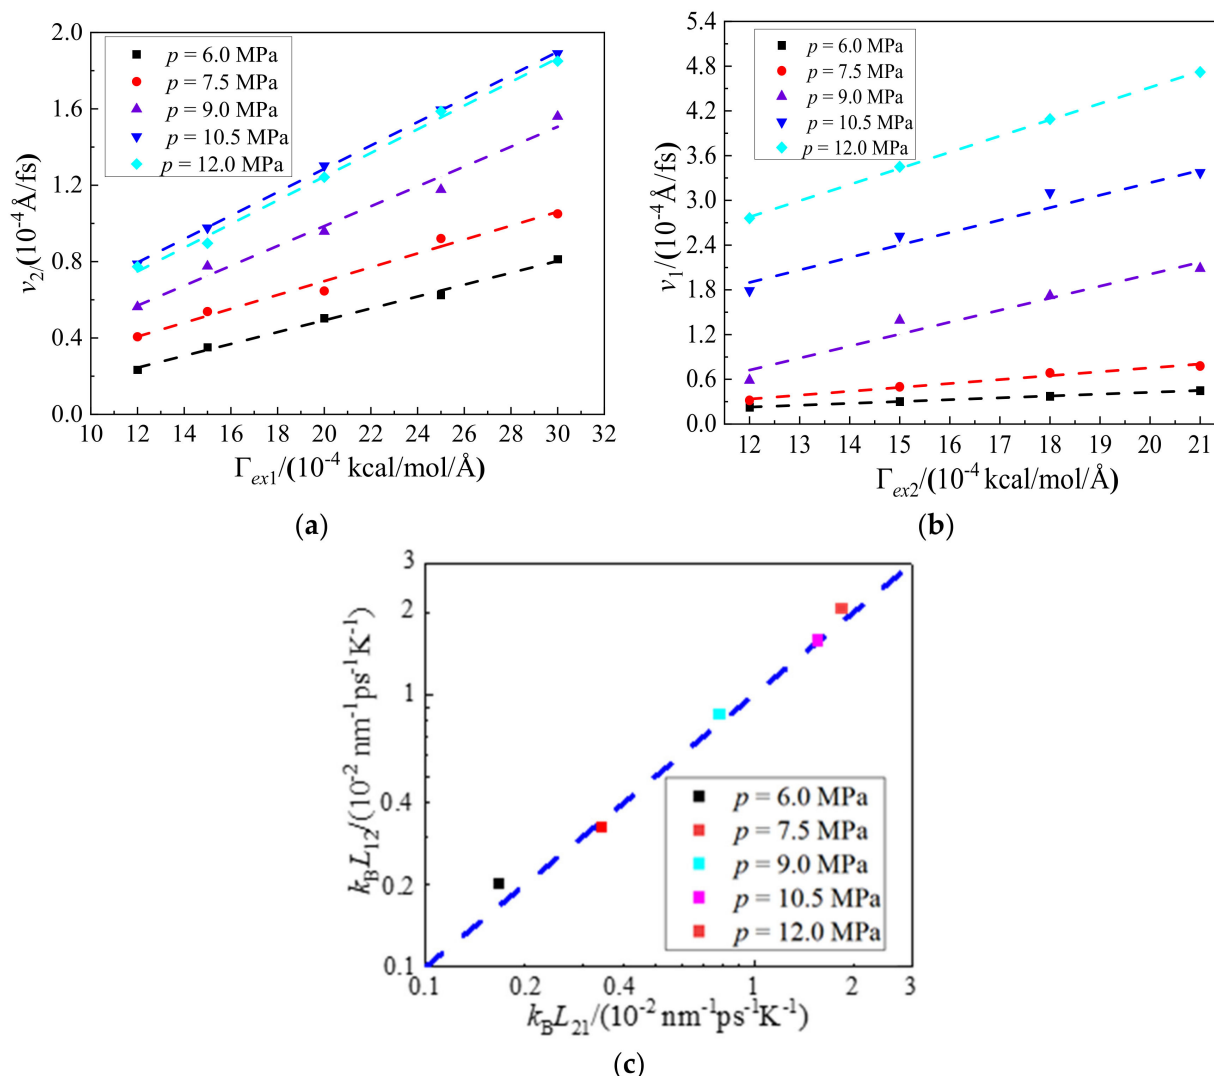 2.0
1.6
1.2
0.8
0.4
0.0
v2/(10-4 Å/fs)
p = 6.0 MPa
p = 7.5 MPa
p = 9.0 MPa
p = 10.5 MPa
p = 12.0 MPa
10 12 14 16 18 20 22 24 26 28 30 32
Γex1/(10-4 kcal/mol/Å)
(a)
5.4
4.8
4.2
3.6
3.0
2.4
1.8
1.2
0.6
0.0
v1/(10-4Å/fs)
p = 6.0 MPa
p = 7.5 MPa
p = 9.0 MPa
p = 10.5 MPa
p = 12.0 MPa
12 13 14 15 16 17 18 19 20 21
Γex2/(10-4 kcal/mol/Å)
(b)
3
2
1
0.4
0.2
0.1
kBL12/(10-2 nm-1ps-1K-1)
p = 6.0 MPa
p = 7.5 MPa
p = 9.0 MPa
p = 10.5 MPa
p = 12.0 MPa
0.1 0.2 0.4 1 2 3
kBL21/(10-2 nm-1ps-1K-1)
(c)